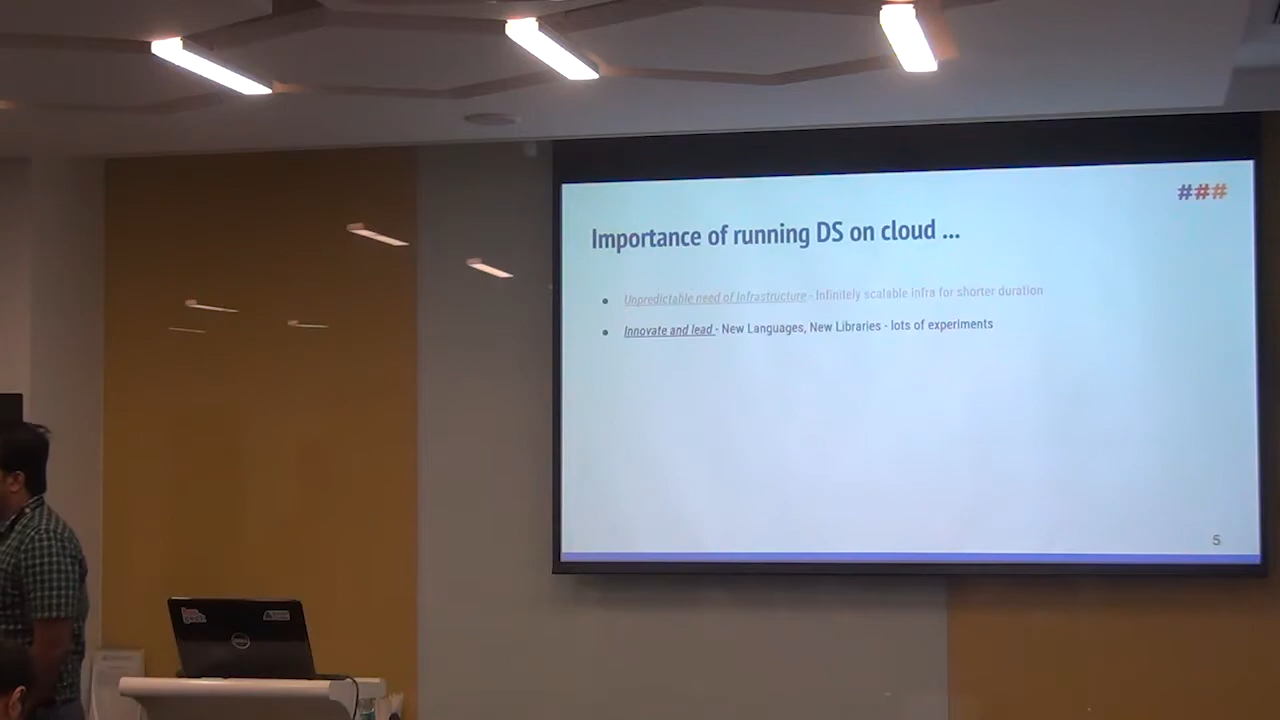 ###
Importance of running DS on cloud ...
● Unpredictable need of Infrastructure - Infinitely scalable infra for shorter duration
● Innovate and lead - New Languages, New Libraries - lots of experiments
5
DELL